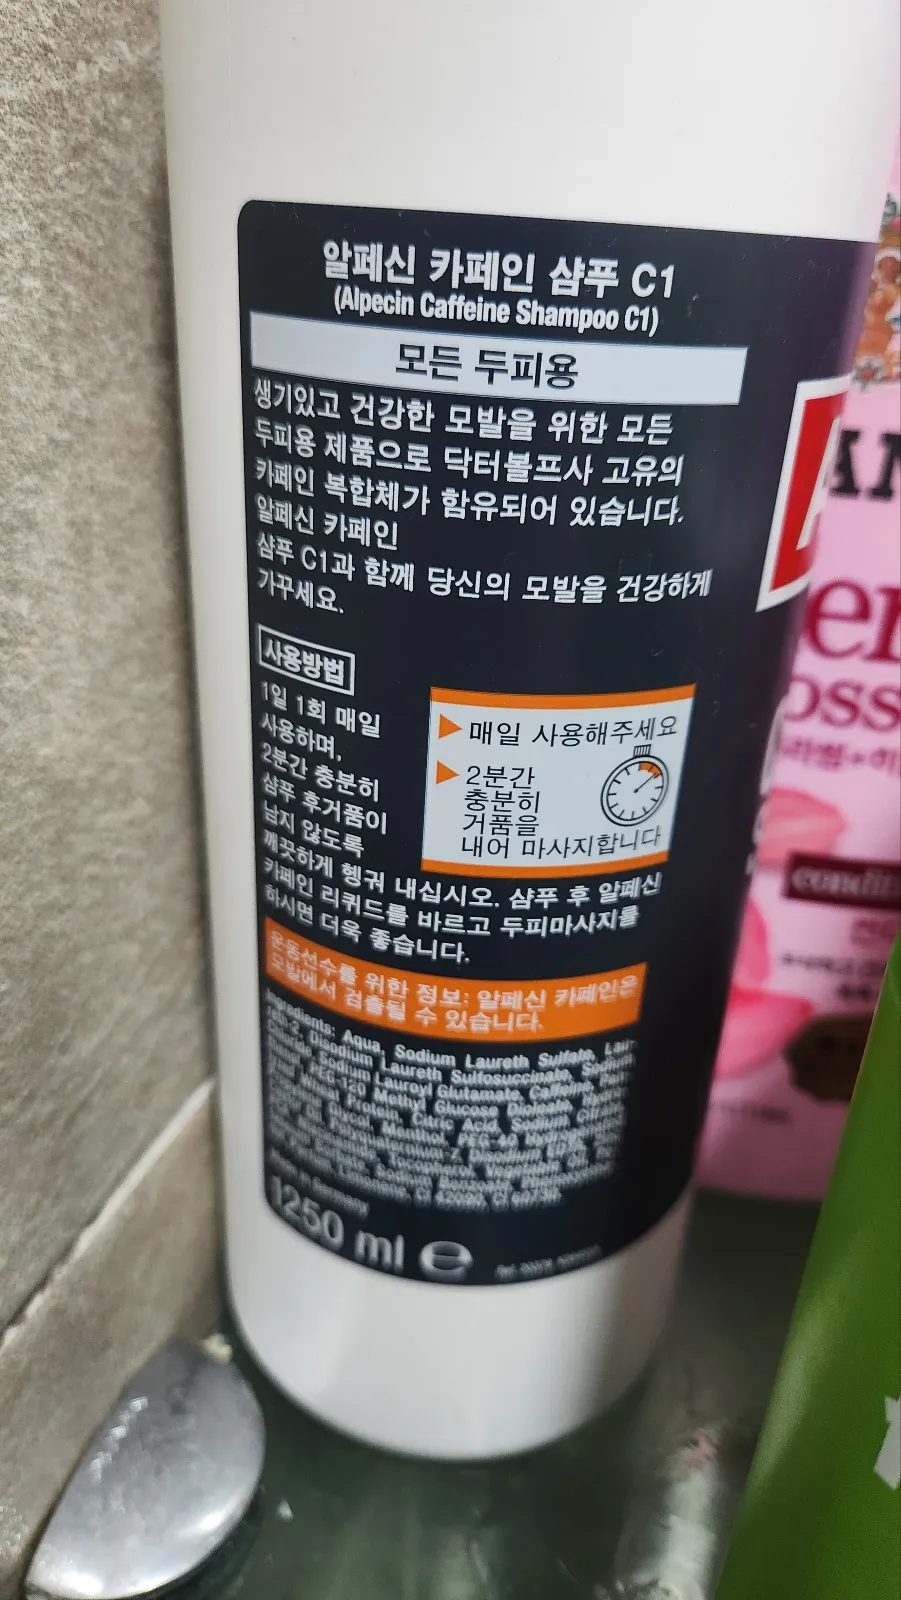 알페신 카페인 샴푸 C1
(Alpecin Caffeine Shampoo C1)
모든 두피용
생기있고 건강한 모발을 위한 모든
두피용 제품으로 닥터볼프사 고유의
카페인 복합체가 함유되어 있습니다.
알페신 카페인
샴푸 C1과 함께 당신의 모발을 건강하게
가꾸세요.
사용방법
1일 1회 매일
사용하며,
2분간 충분히
샴푸 후거품이
남지 않도록
깨끗하게 헹궈 내십시오. 샴푸 후 알페신
카페인 리퀴드를 바르고 두피마사지를
하시면 더욱 좋습니다.
매일 사용해주세요
2분간
충분히
거품을
내어 마사지합니다
운동선수를 위한 정보: 알페신 카페인은
모발에서 검출될 수 있습니다.
Ingredients: Aqua, Sodium Laureth Sulfate, Lau-
Disodium Laureth Sulfosuccinate, Sodium
Sodium Lauroyl Glutamate, Caffeine,
PEG-120 Methyl Glucose Dioleate,
Protein, Citric Acid, Sodium Citrate,
Menthol, PEG-40
Germany
1250 ml e
AN
er
oss